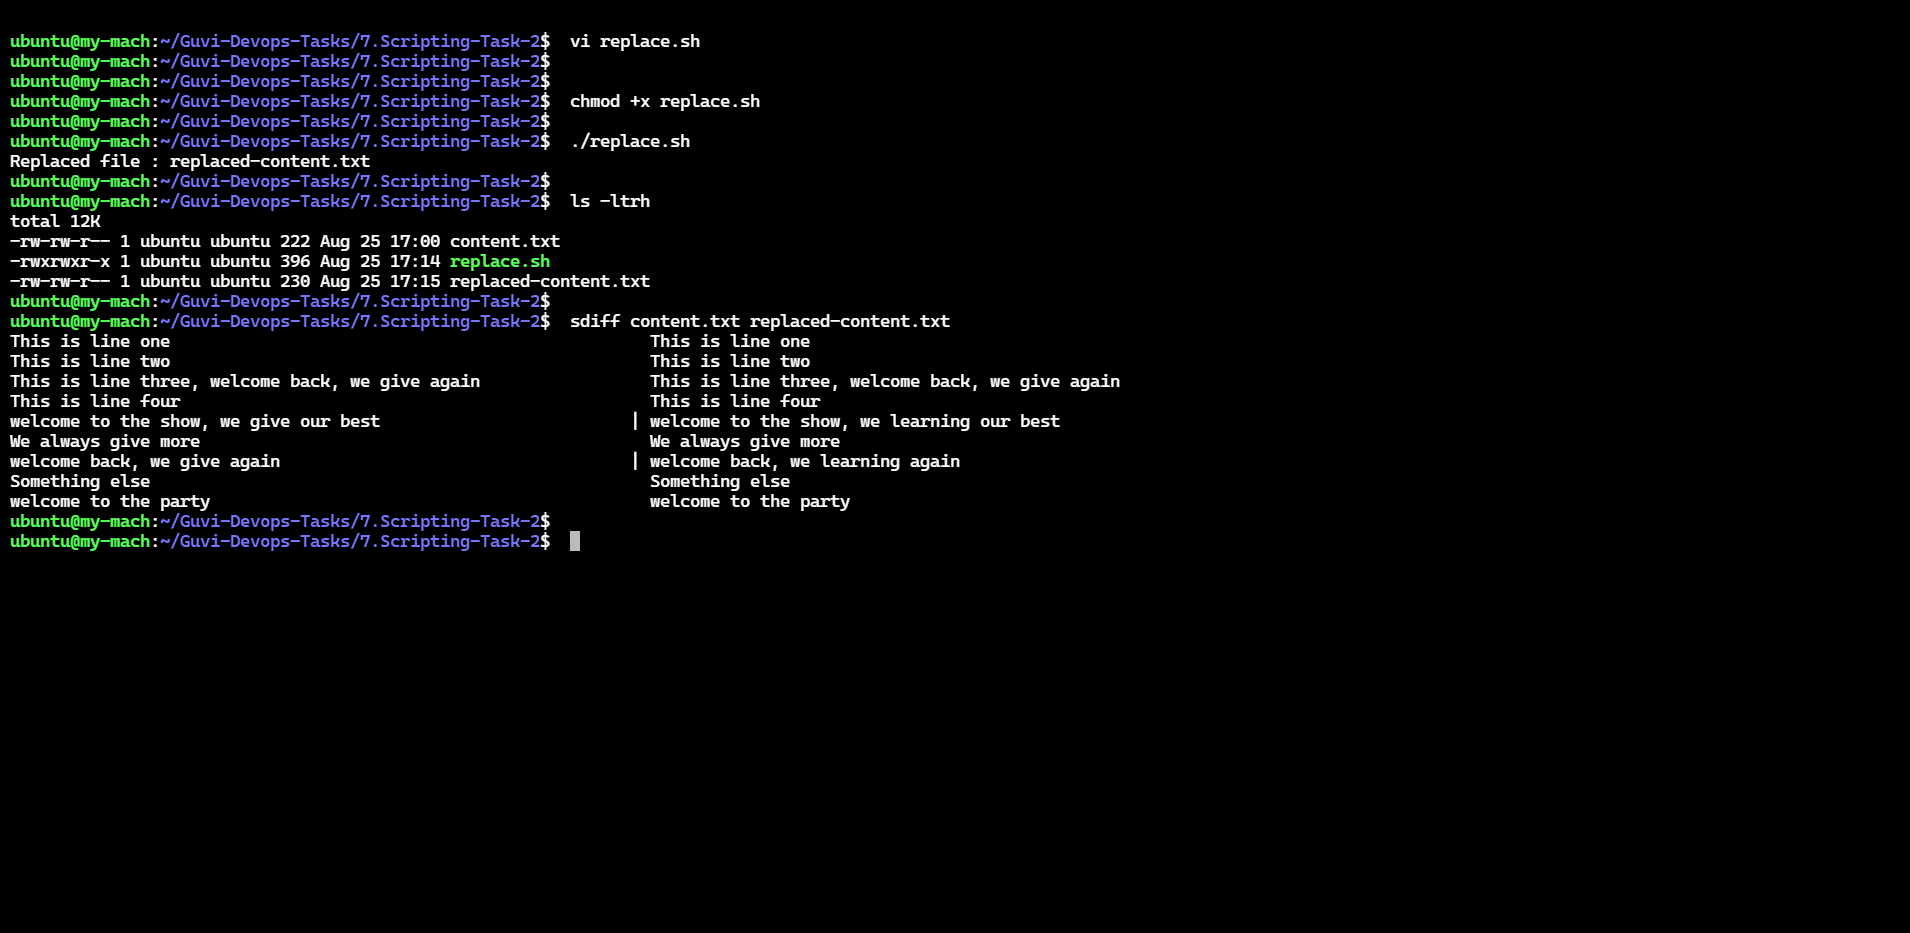 ubuntu@my-mach:~/Guvi-Devops-Tasks/7.Scripting-Task-2$ vi replace.sh
ubuntu@my-mach:~/Guvi-Devops-Tasks/7.Scripting-Task-2$
ubuntu@my-mach:~/Guvi-Devops-Tasks/7.Scripting-Task-2$
ubuntu@my-mach:~/Guvi-Devops-Tasks/7.Scripting-Task-2$ chmod +x replace.sh
ubuntu@my-mach:~/Guvi-Devops-Tasks/7.Scripting-Task-2$
ubuntu@my-mach:~/Guvi-Devops-Tasks/7.Scripting-Task-2$ ./replace.sh
Replaced file : replaced-content.txt
ubuntu@my-mach:~/Guvi-Devops-Tasks/7.Scripting-Task-2$
ubuntu@my-mach:~/Guvi-Devops-Tasks/7.Scripting-Task-2$ ls -ltrh
total 12K
-rw-rw-r-- 1 ubuntu ubuntu 222 Aug 25 17:00 content.txt
-rwxrwxr-x 1 ubuntu ubuntu 396 Aug 25 17:14 replace.sh
-rw-rw-r-- 1 ubuntu ubuntu 230 Aug 25 17:15 replaced-content.txt
ubuntu@my-mach:~/Guvi-Devops-Tasks/7.Scripting-Task-2$
ubuntu@my-mach:~/Guvi-Devops-Tasks/7.Scripting-Task-2$ sdiff content.txt replaced-content.txt
This is line one                                                This is line one
This is line two                                                This is line two
This is line three, welcome back, we give again                 This is line three, welcome back, we give again
This is line four                                               This is line four
welcome to the show, we give our best                         | welcome to the show, we learning our best
We always give more                                             We always give more
welcome back, we give again                                   | welcome back, we learning again
Something else                                                  Something else
welcome to the party                                            welcome to the party
ubuntu@my-mach:~/Guvi-Devops-Tasks/7.Scripting-Task-2$
ubuntu@my-mach:~/Guvi-Devops-Tasks/7.Scripting-Task-2$